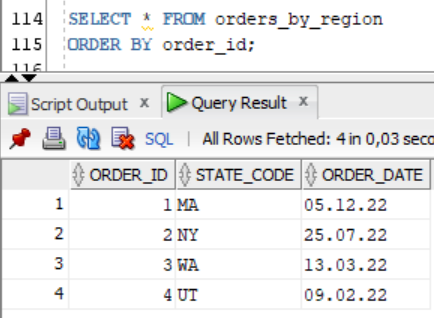 114 SELECT * FROM orders_by_region
115 ORDER BY order_id;
116
Script Output x Query Result x
SQL | All Rows Fetched: 4 in 0,03 seco
ORDER_ID STATE_CODE ORDER_DATE
1 1 MA 05.12.22
2 2 NY 25.07.22
3 3 WA 13.03.22
4 4 UT 09.02.22